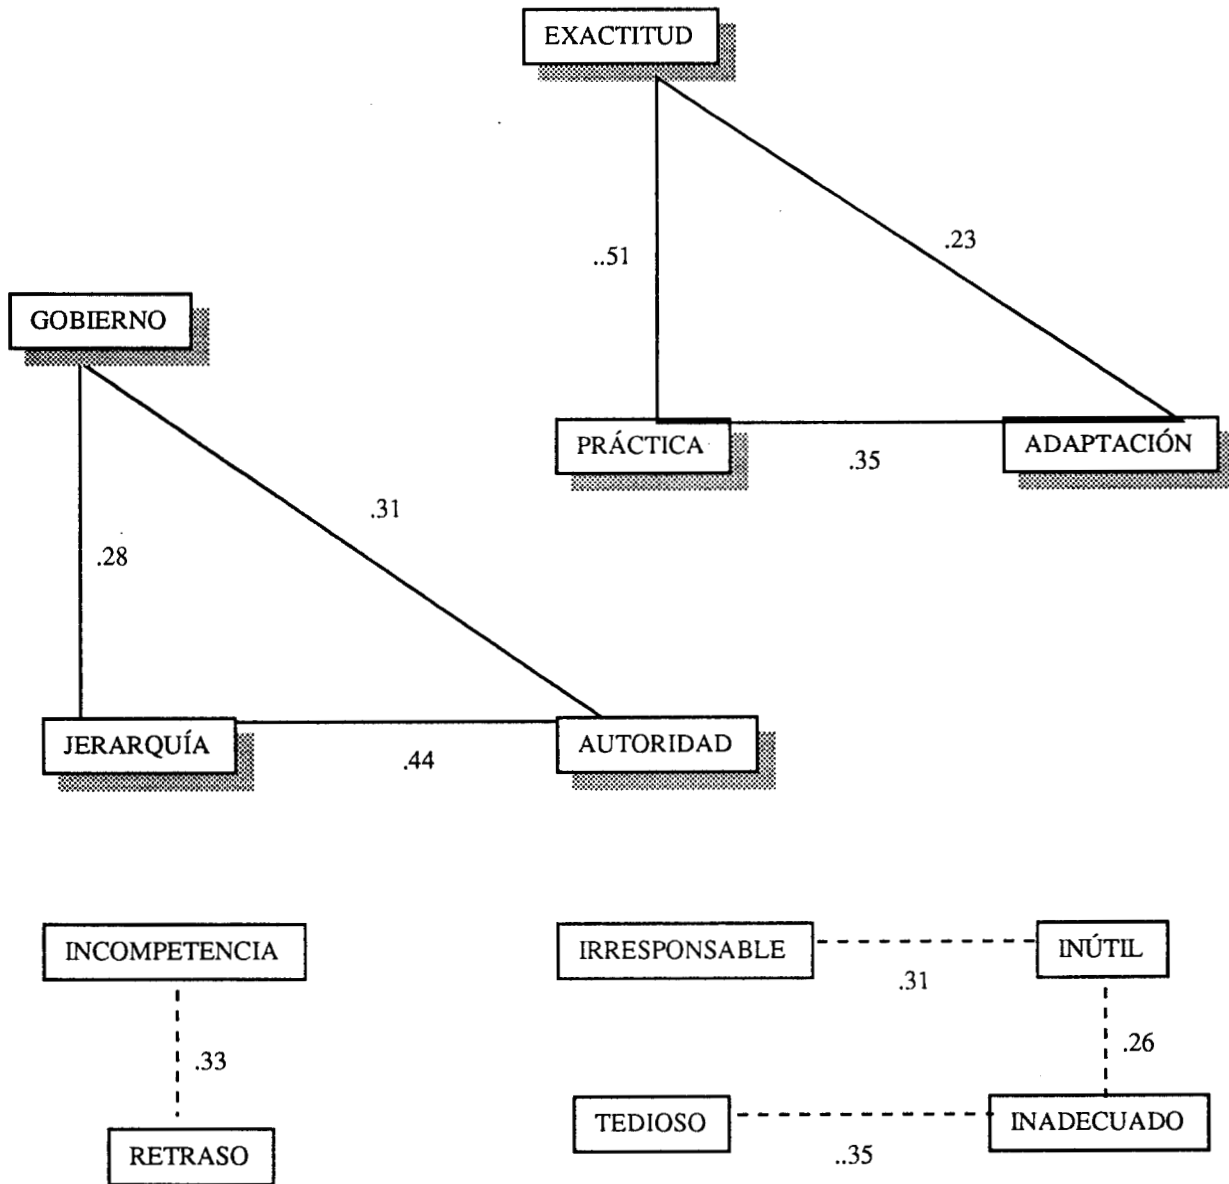 EXACTITUD
..51
.23
PRÁCTICA
.35
ADAPTACIÓN
GOBIERNO
.28
.31
JERARQUÍA
.44
AUTORIDAD
INCOMPETENCIA
.33
RETRASO
IRRESPONSABLE
.31
INÚTIL
.26
TEDIOSO
..35
INADECUADO